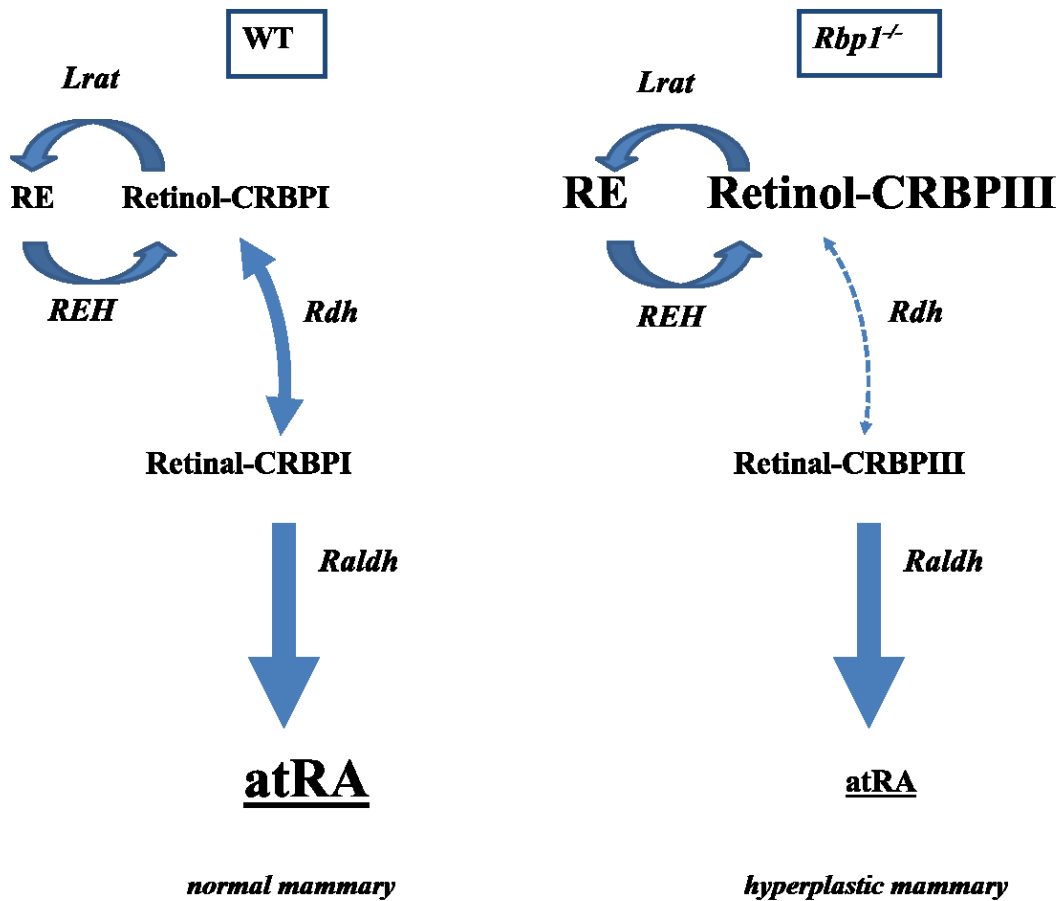 WT
Lrat
RE Retinol-CRBPI
REH
Rdh
Retinal-CRBPI
Raldh
atRA
normal mammary
Rbp1-/-
Lrat
RE Retinol-CRBPIII
REH
Rdh
Retinal-CRBPIII
Raldh
atRA
hyperplastic mammary